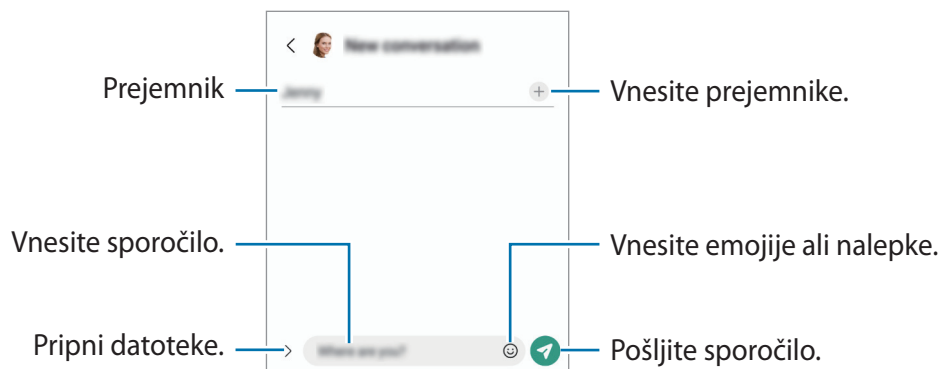 New conversation
Prejemnik
Jenny
Vnesite prejemnike.
Vnesite sporočilo.
Vnesite emojije ali nalepke.
Pripni datoteke.
Where are you?
Pošljite sporočilo.